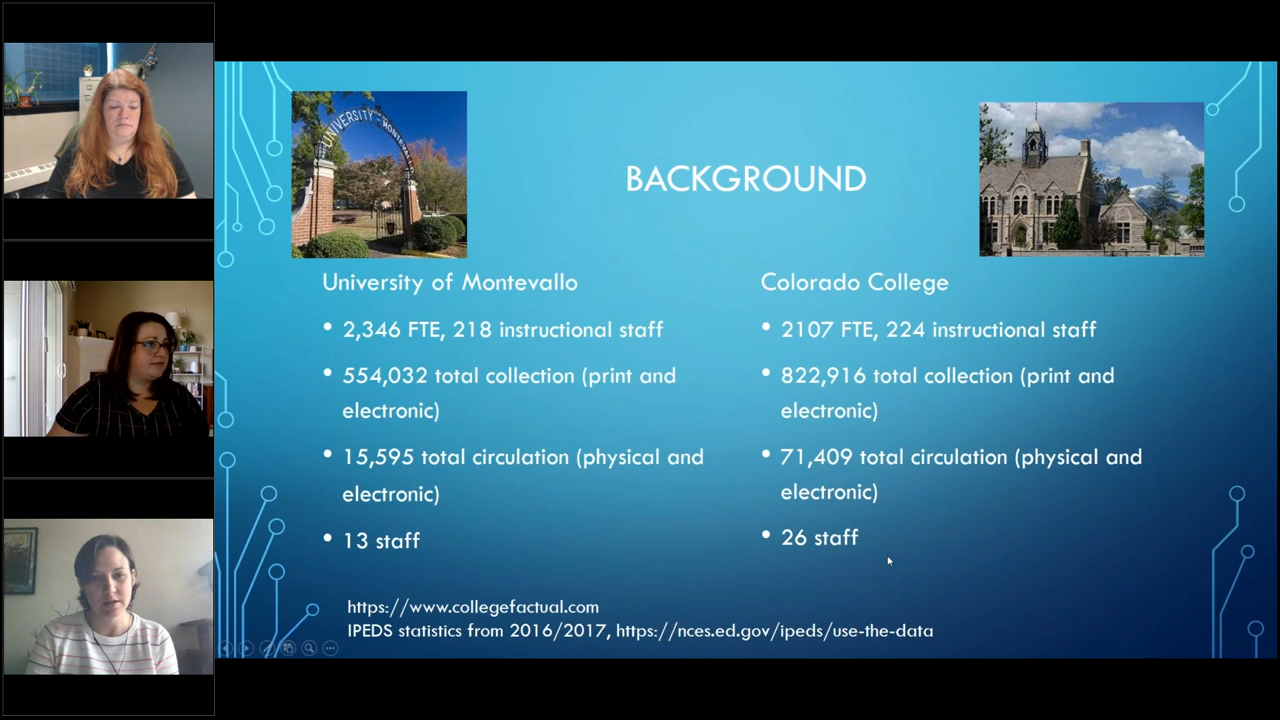 UNIVERSITY OF MONTEVALLO
BACKGROUND
University of Montevallo
• 2,346 FTE, 218 instructional staff
• 554,032 total collection (print and
electronic)
• 15,595 total circulation (physical and
electronic)
• 13 staff
Colorado College
• 2107 FTE, 224 instructional staff
• 822,916 total collection (print and
electronic)
• 71,409 total circulation (physical and
electronic)
• 26 staff
https://www.collegefactual.com
IPEDS statistics from 2016/2017, https://nces.ed.gov/ipeds/use-the-data